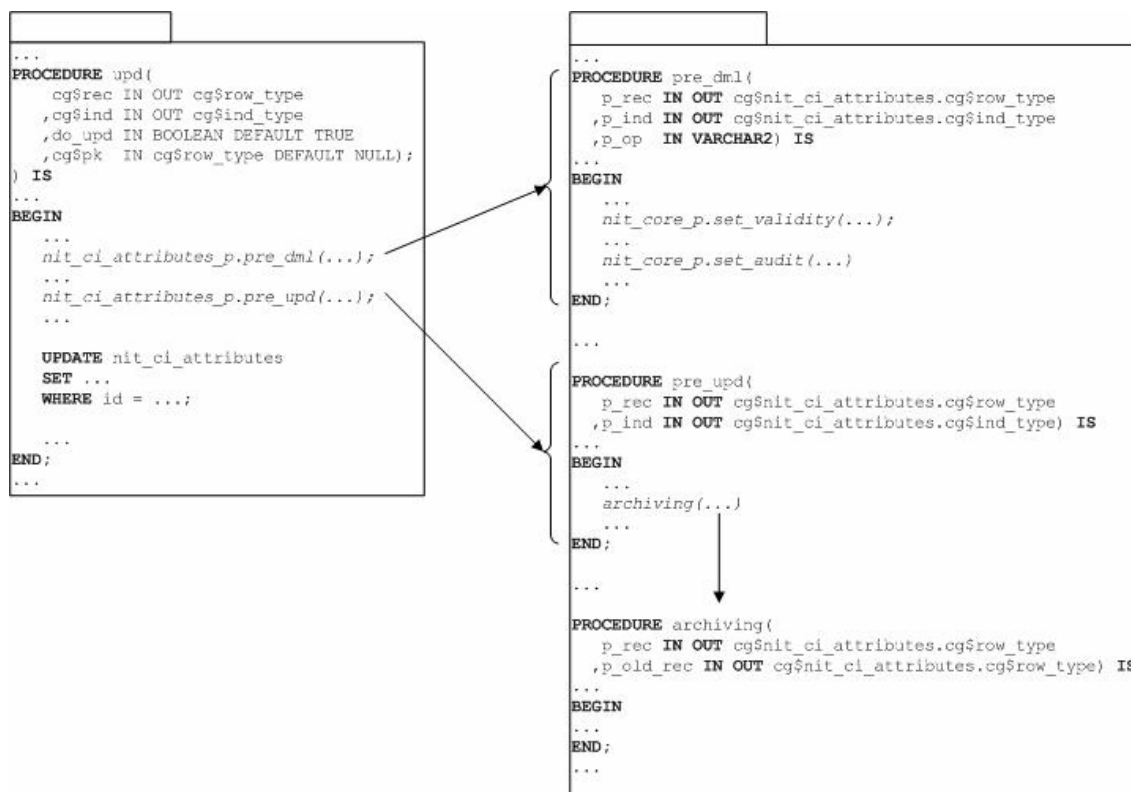 ...
PROCEDURE upd(
cg$rec IN OUT cg$row_type
,cg$ind IN OUT cg$ind_type
,do_upd IN BOOLEAN DEFAULT TRUE
,cg$pk IN cg$row_type DEFAULT NULL);
) IS
...
BEGIN
...
nit_ci_attributes_p.pre_dml(...);
...
nit_ci_attributes_p.pre_upd(...);
...
UPDATE nit_ci_attributes
SET ...
WHERE id = ...;
...
END;
...
...
PROCEDURE pre_dml(
p_rec IN OUT cg$nit_ci_attributes.cg$row_type
,p_ind IN OUT cg$nit_ci_attributes.cg$ind_type
,p_op IN VARCHAR2) IS
...
BEGIN
...
nit_core_p.set_validity(...);
...
nit_core_p.set_audit(...)
...
END;
...
PROCEDURE pre_upd(
p_rec IN OUT cg$nit_ci_attributes.cg$row_type
,p_ind IN OUT cg$nit_ci_attributes.cg$ind_type) IS
...
BEGIN
...
archiving(...)
...
END;
...
PROCEDURE archiving(
p_rec IN OUT cg$nit_ci_attributes.cg$row_type
,p_old_rec IN OUT cg$nit_ci_attributes.cg$row_type) IS
...
BEGIN
...
END;
...